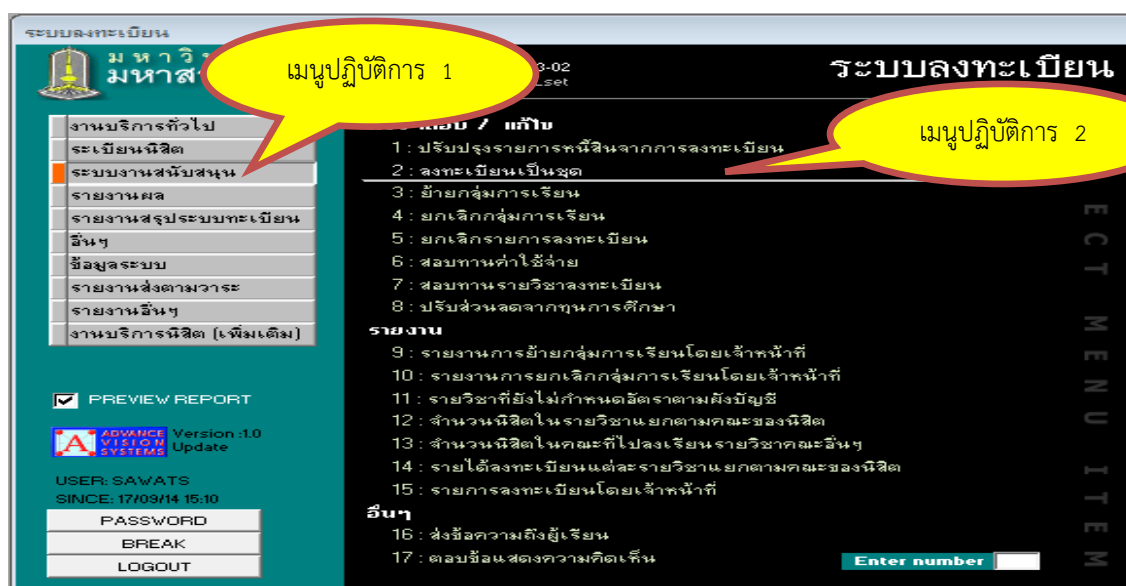 ระบบลงทะเบียน
มหาวิ
มหาส
เมนูปฏิบัติการ 1
3-02
_set
ระบบลงทะเบียน
เมนูปฏิบัติการ 2
งานบริการทั่วไป
ระเบียนนิสิต
ระบบงานสนับสนุน
รายงานผล
รายงานสรุประบบทะเบียน
อื่นๆ
ข้อมูลระบบ
รายงานส่งตามวาระ
รายงานอื่นๆ
งานบริการนิสิต (เพิ่มเติม)
PREVIEW REPORT
ADVANCE VISION SYSTEMS
Version :1.0
Update
USER: SAWATS
SINCE: 17/09/14 15:10
PASSWORD
BREAK
LOGOUT
/ แก้ไข
1 : ปรับปรุงรายการหนี้สินจากการลงทะเบียน
2 : ลงทะเบียนเป็นชุด
3 : ย้ายกลุ่มการเรียน
4 : ยกเลิกกลุ่มการเรียน
5 : ยกเลิกรายการลงทะเบียน
6 : สอบทานค่าใช้จ่าย
7 : สอบทานรายวิชาลงทะเบียน
8 : ปรับส่วนลดจากทุนการศึกษา
รายงาน
9 : รายงานการย้ายกลุ่มการเรียนโดยเจ้าหน้าที่
10 : รายงานการยกเลิกกลุ่มการเรียนโดยเจ้าหน้าที่
11 : รายวิชาที่ยังไม่กำหนดอัตราตามผังบัญชี
12 : จำนวนนิสิตในรายวิชาแยกตามคณะของนิสิต
13 : จำนวนนิสิตในคณะที่ไปลงเรียนรายวิชาคณะอื่นๆ
14 : รายได้ลงทะเบียนแต่ละรายวิชาแยกตามคณะของนิสิต
15 : รายการลงทะเบียนโดยเจ้าหน้าที่
อื่นๆ
16 : ส่งข้อความถึงผู้เรียน
17 : ตอบข้อแสดงความคิดเห็น
Enter number
ECT MENU ITEM